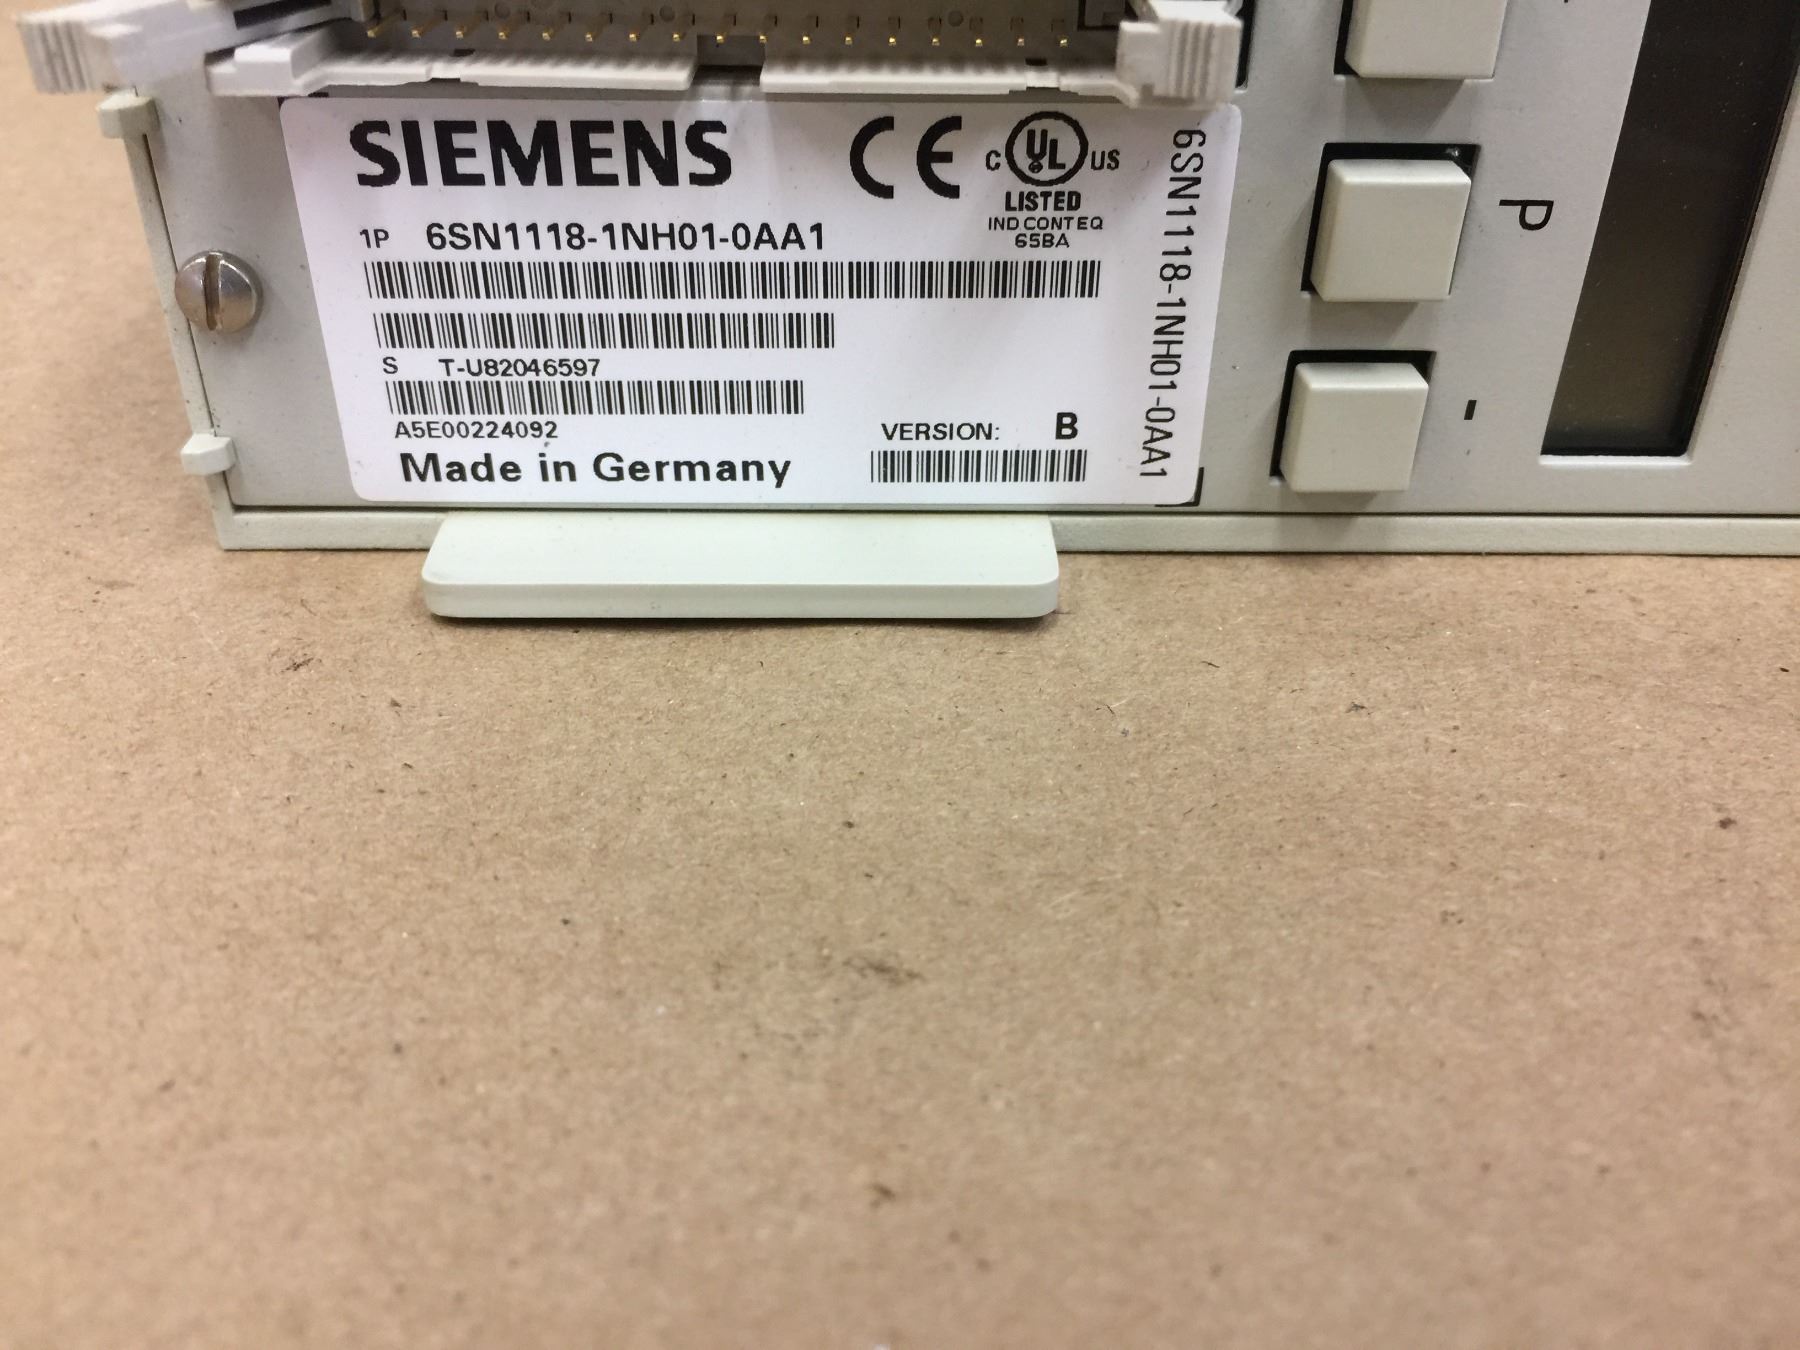 SIEMENS
CE
C UL US
LISTED
IND.CONT.EQ
65BA
1P 6SN1118-1NH01-0AA1
S T-U82046597
A5E00224092
VERSION: B
Made in Germany
6SN1118-1NH01-0AA1
P
-